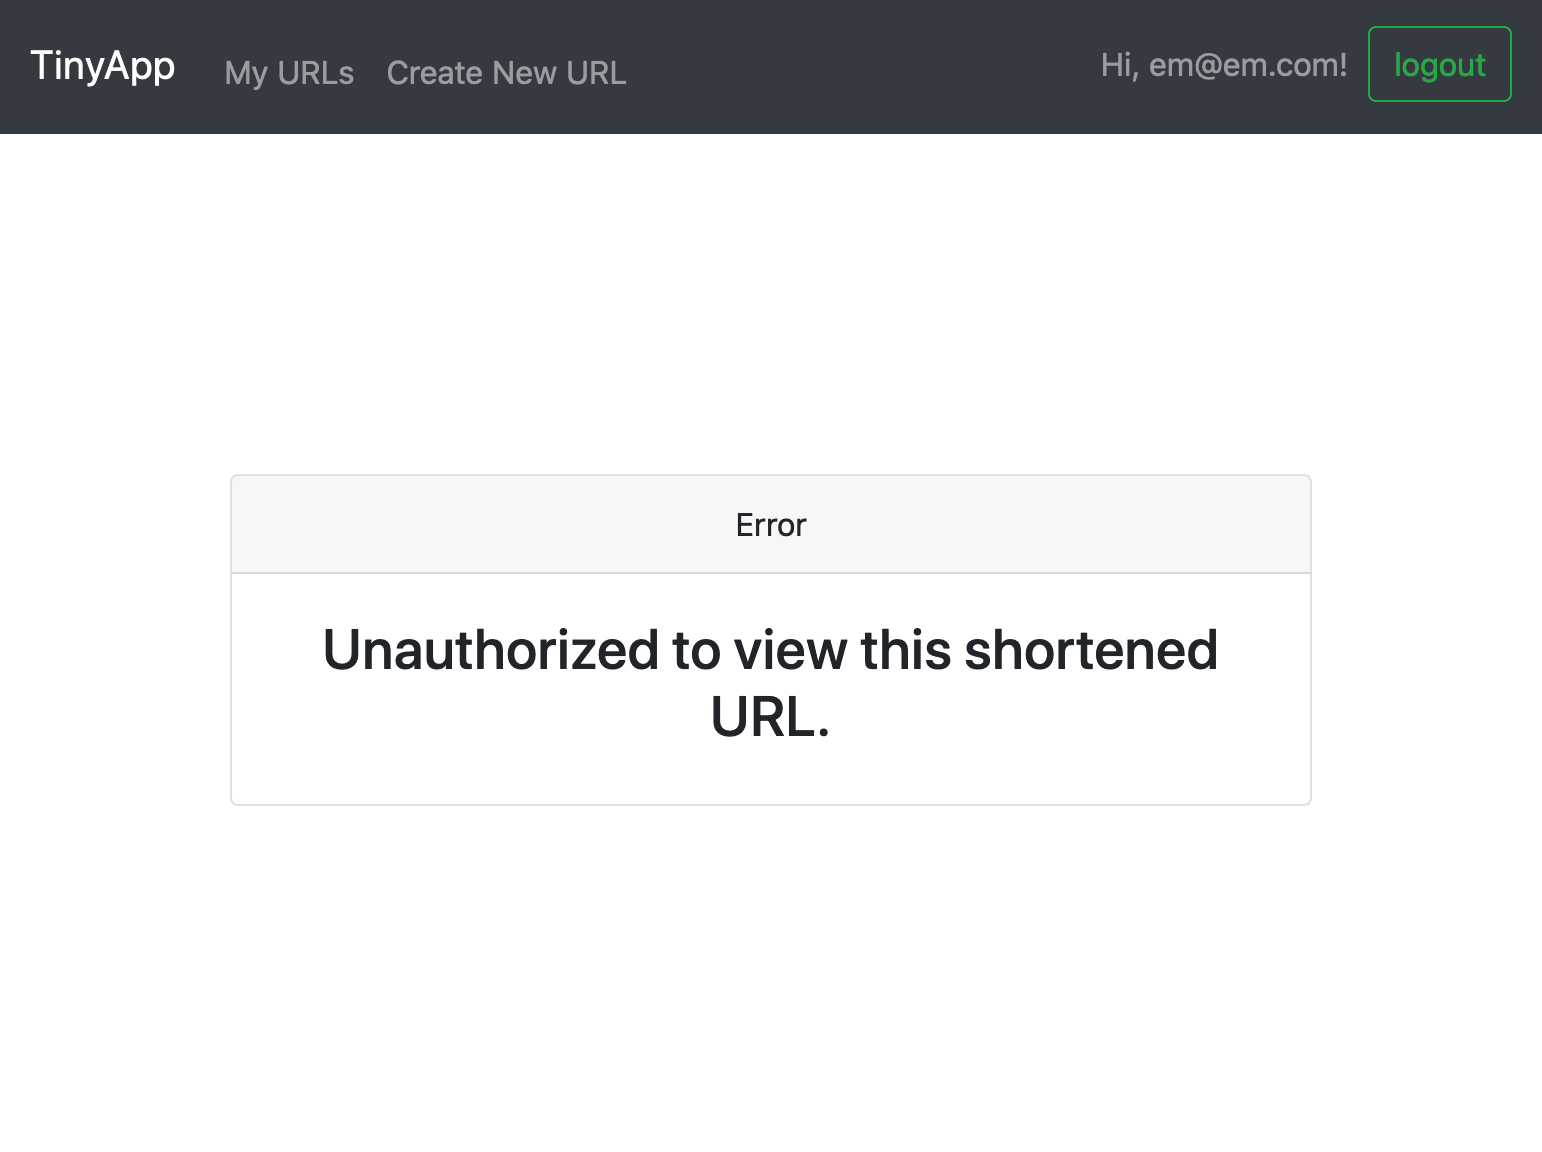 TinyApp
My URLs
Create New URL
Hi, em@em.com!
logout
Error
Unauthorized to view this shortened
URL.